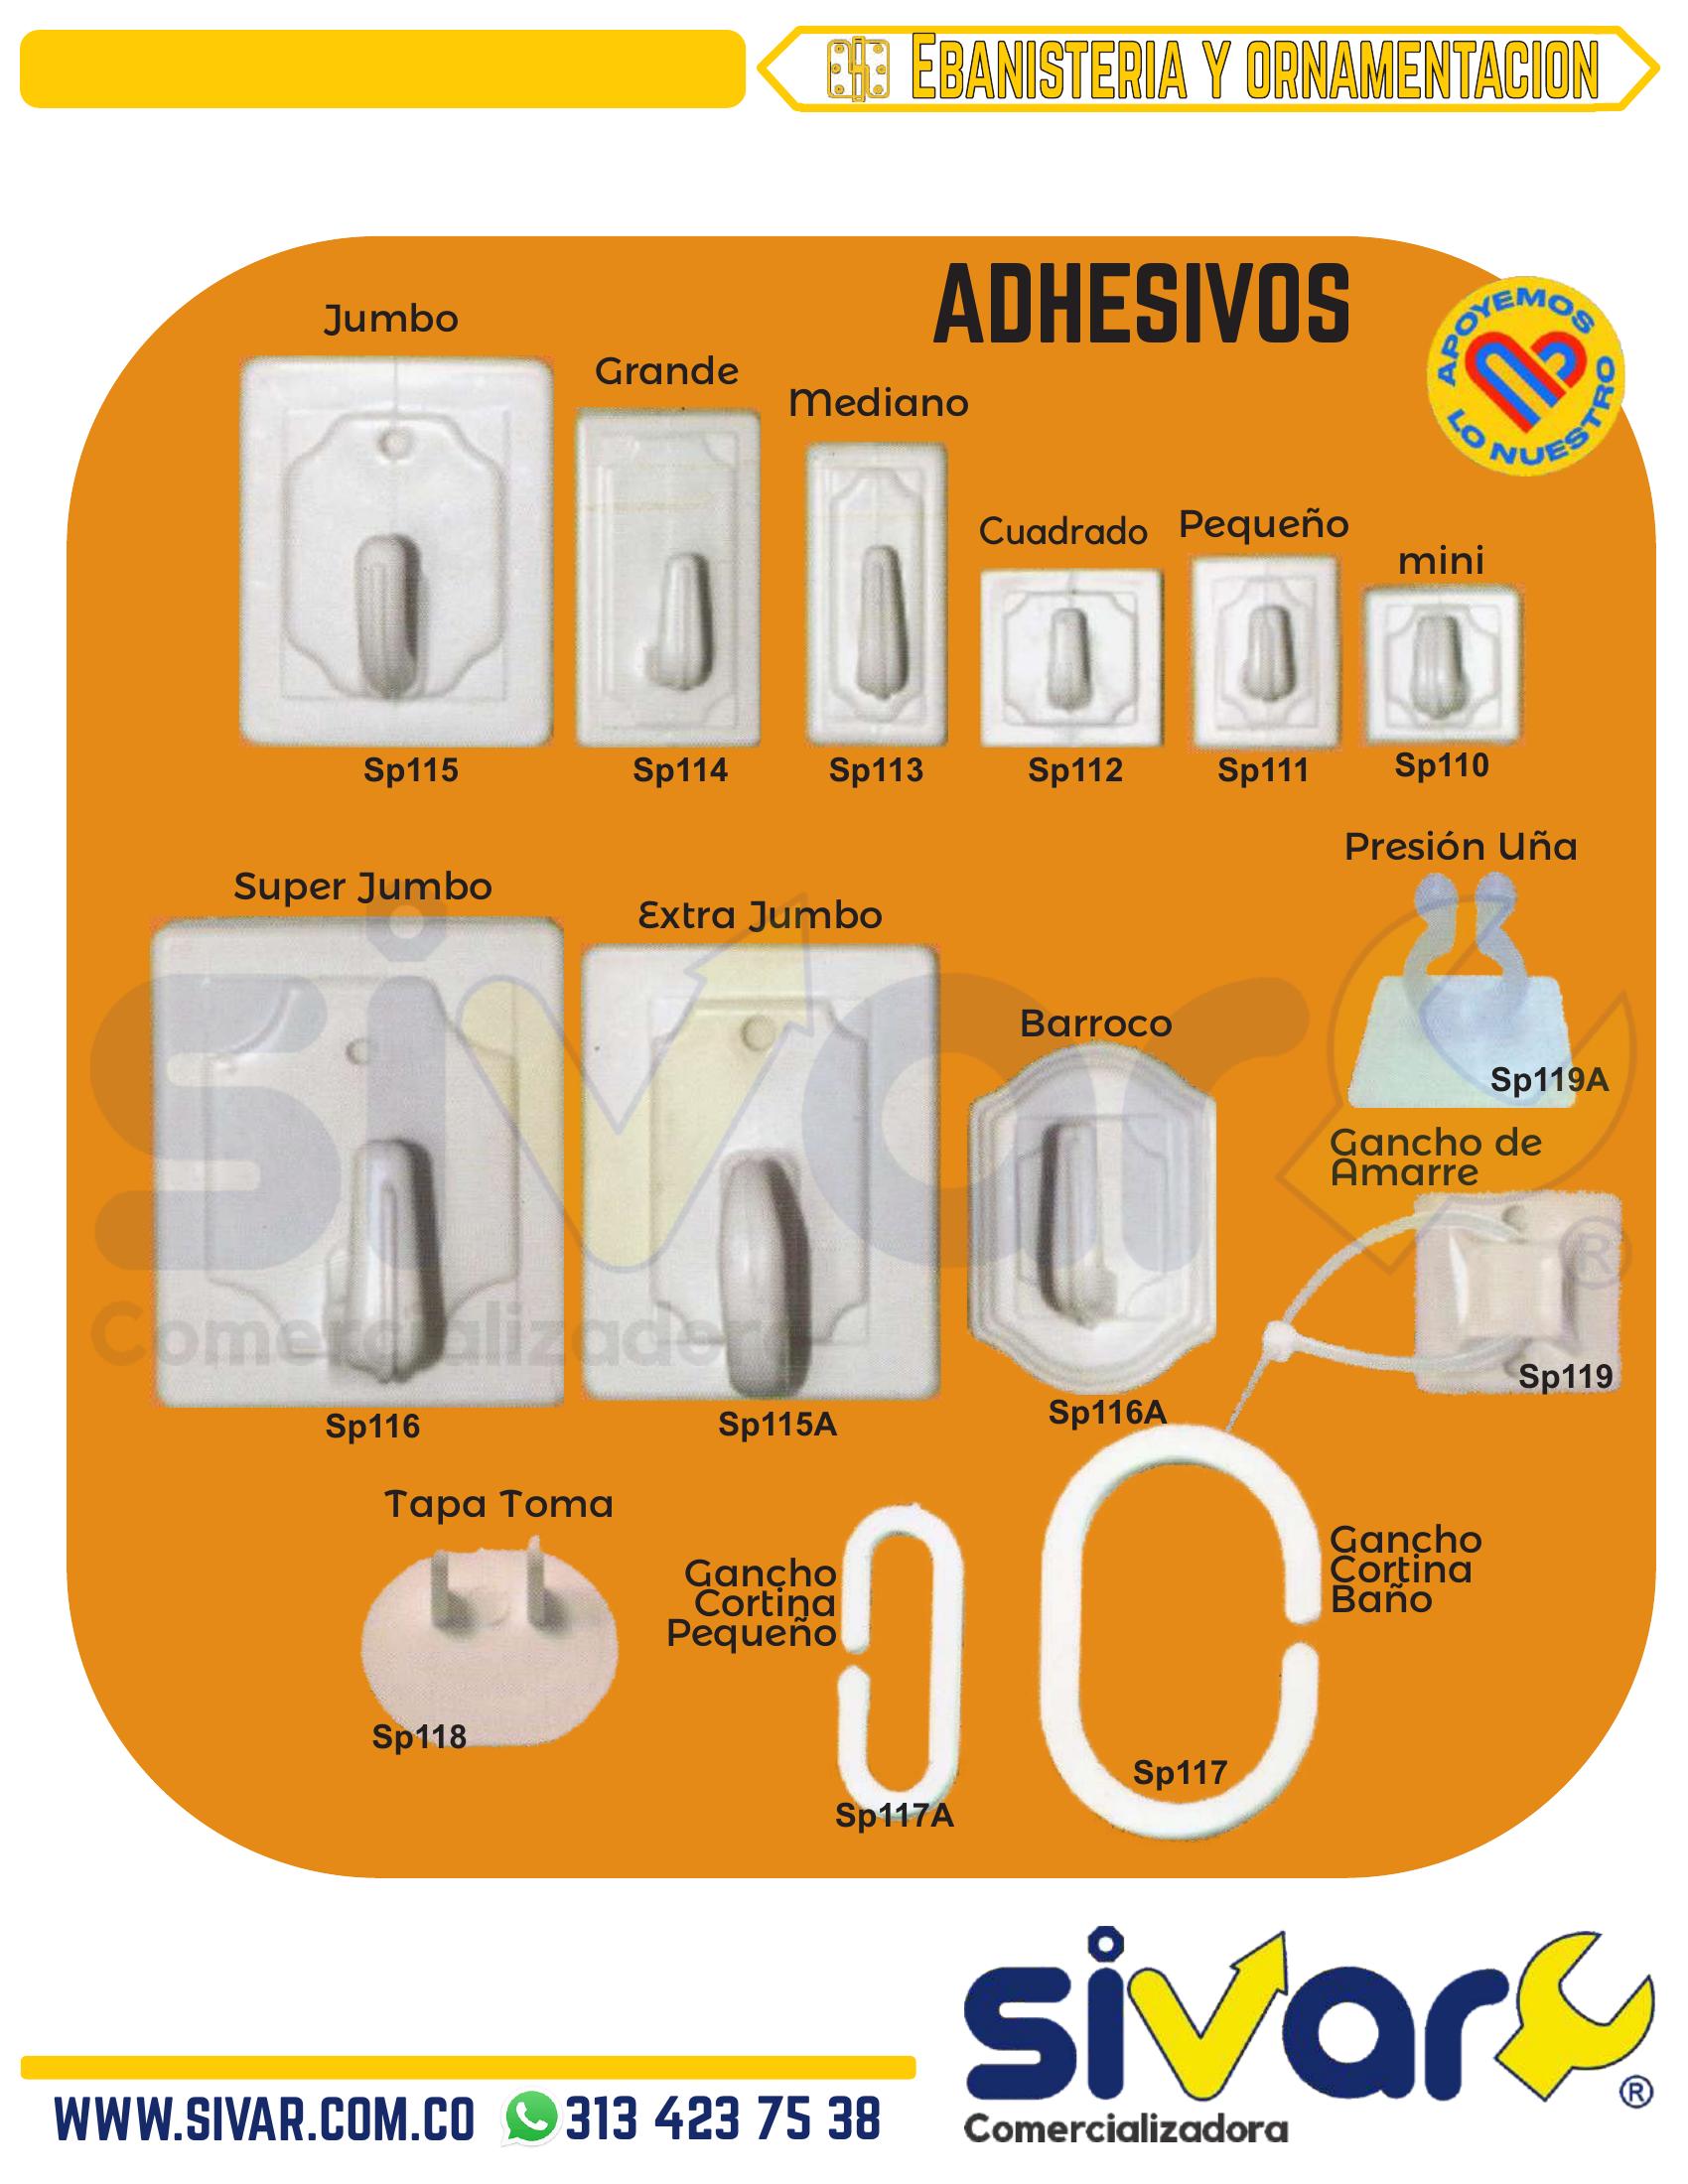 EBANISTERIA Y ORNAMENTACION
ADHESIVOS
APOYEMOS
LO NUESTRO
Jumbo
Grande
Mediano
Cuadrado
Pequeño
mini
Sp115
Sp114
Sp113
Sp112
Sp111
Sp110
Presión Uña
Sp119A
Super Jumbo
Extra Jumbo
Barroco
Gancho de
Amarre
Sp119
sivar
®
Comercializadora
Sp116
Sp115A
Sp116A
Tapa Toma
Sp118
Gancho
Cortina
Pequeño
Sp117A
Gancho
Cortina
Baño
Sp117
sivar
®
Comercializadora
WWW.SIVAR.COM.CO 313 423 75 38